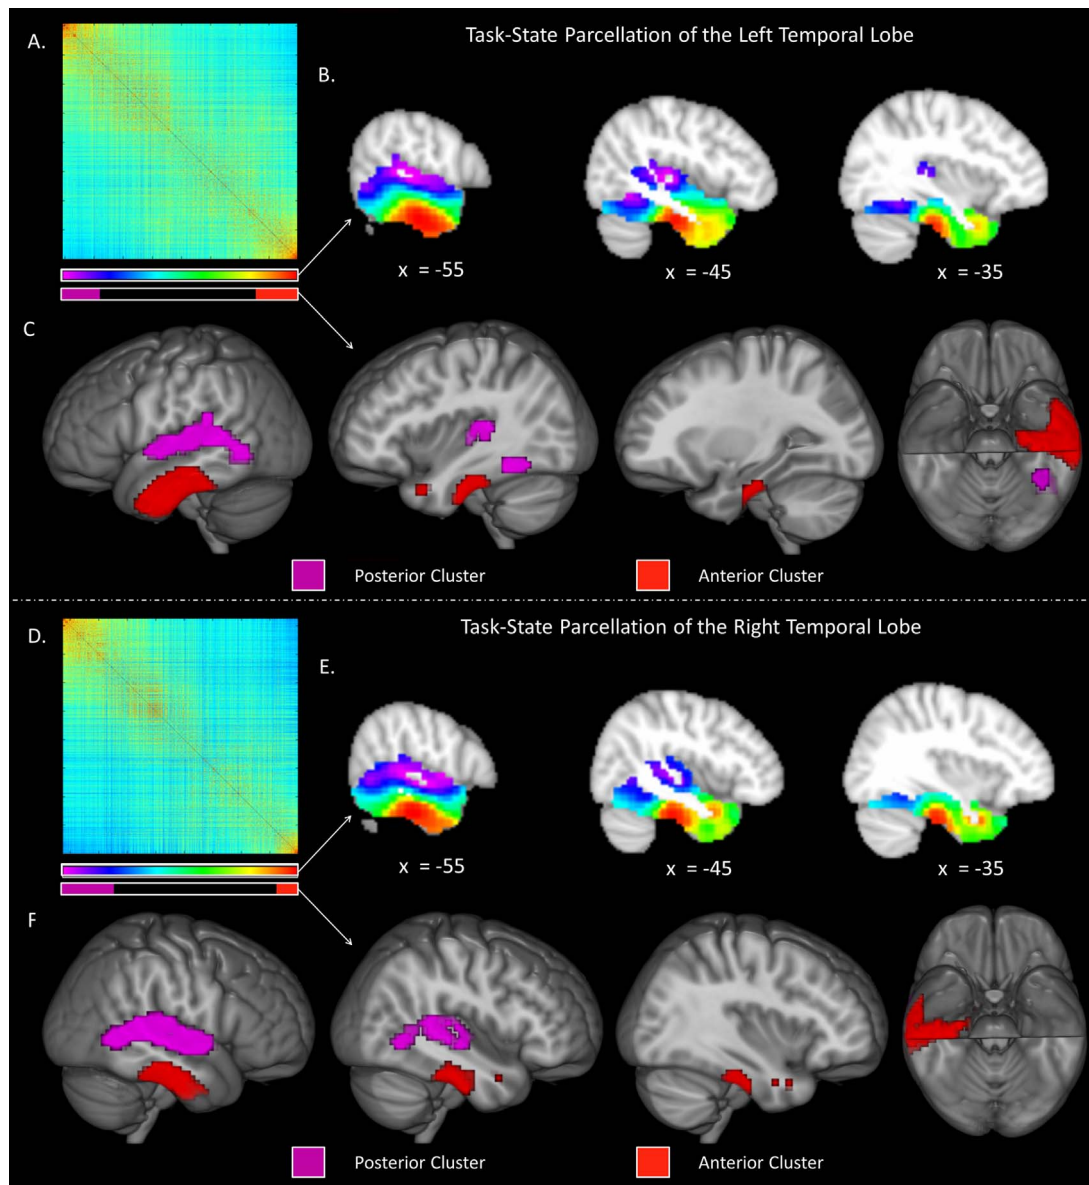 A.
Task-State Parcellation of the Left Temporal Lobe
B.
x = -55
x = -45
x = -35
C
Posterior Cluster
Anterior Cluster
D.
Task-State Parcellation of the Right Temporal Lobe
E.
x = -55
x = -45
x = -35
F
Posterior Cluster
Anterior Cluster